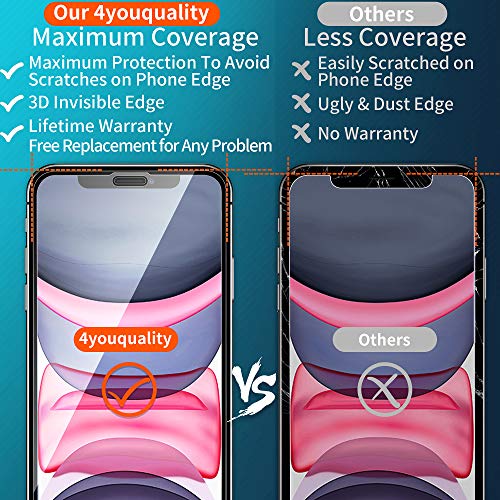 Our 4youquality
Maximum Coverage
Maximum Protection To Avoid
Scratches on Phone Edge
3D Invisible Edge
Lifetime Warranty
Free Replacement for Any Problem
Others
Less Coverage
Easily Scratched on
Phone Edge
Ugly & Dust Edge
No Warranty
4youquality
VS
Others